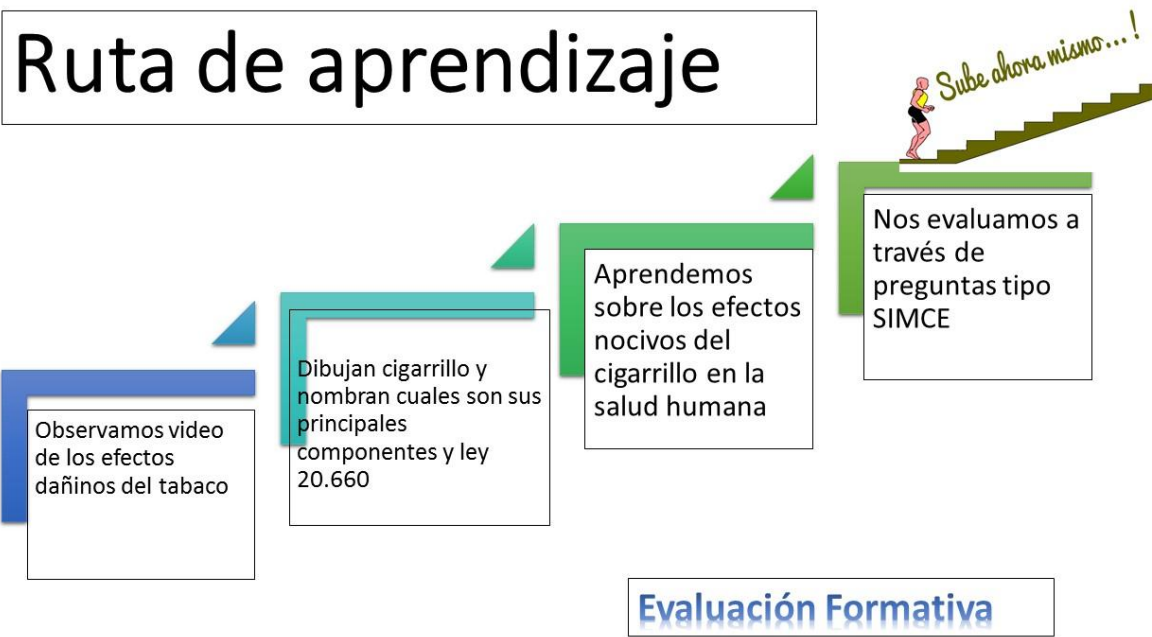 Ruta de aprendizaje
Sube ahora mismo...!
Observamos video
de los efectos
dañinos del tabaco
Dibujan cigarrillo y
nombran cuales son sus
principales
componentes y ley
20.660
Aprendemos
sobre los efectos
nocivos del
cigarrillo en la
salud humana
Nos evaluamos a
través de
preguntas tipo
SIMCE
Evaluación Formativa